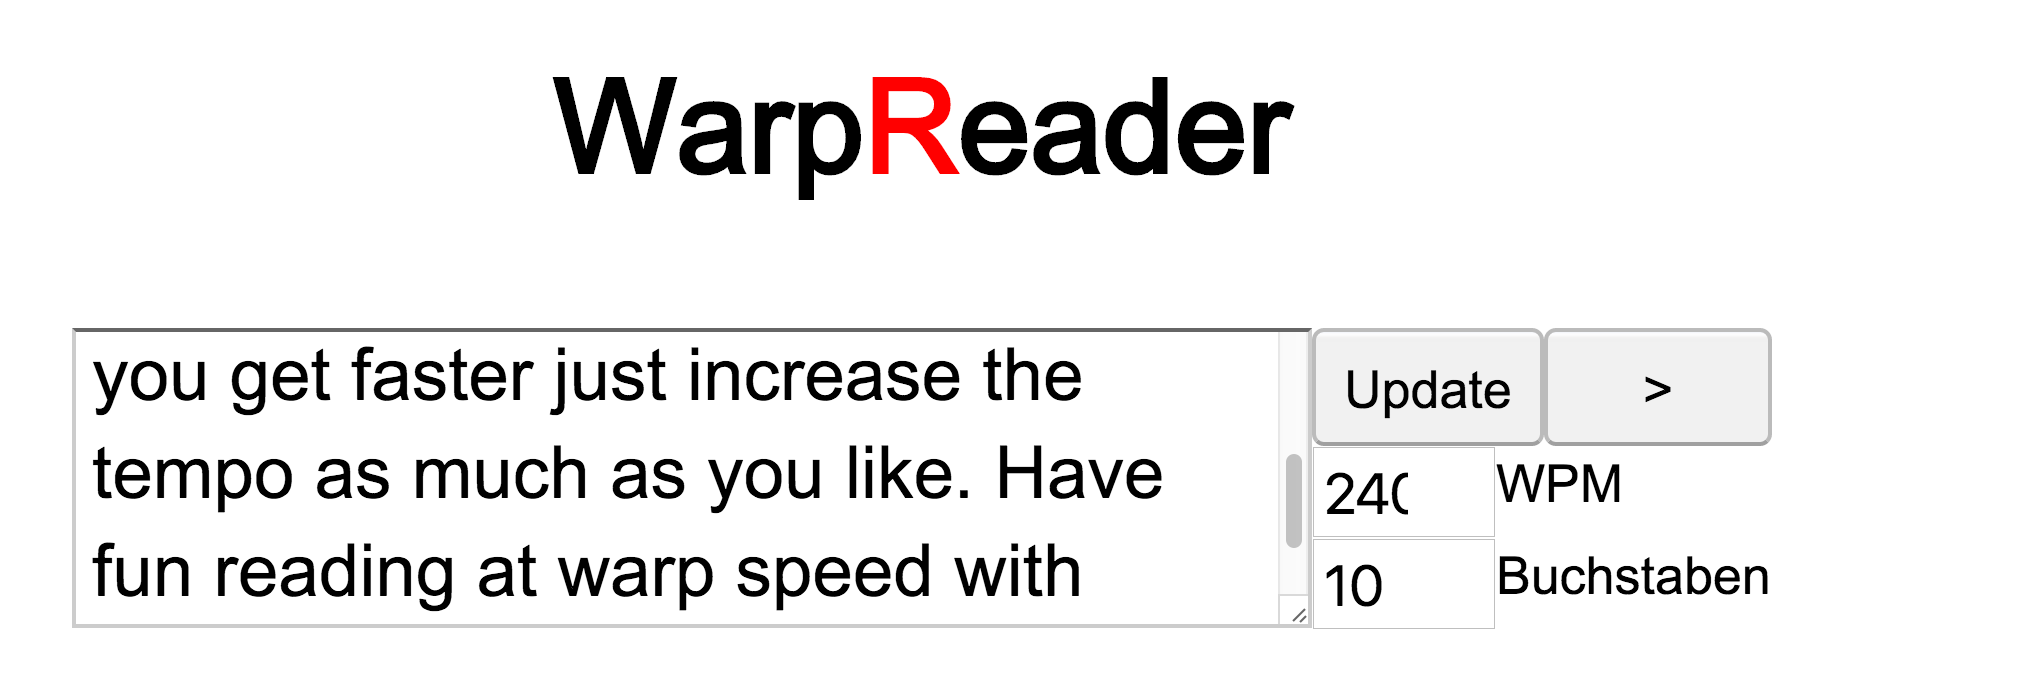 WarpReader
you get faster just increase the
tempo as much as you like. Have
fun reading at warp speed with
Update
>
240
WPM
10
Buchstaben